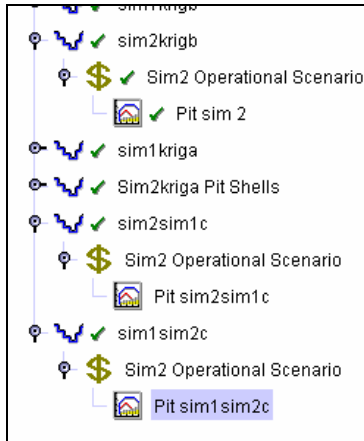 sim1krigb
sim2krigb
Sim2 Operational Scenario
Pit sim 2
sim1kriga
Sim2kriga Pit Shells
sim2sim1c
Sim2 Operational Scenario
Pit sim2sim1c
sim1sim2c
Sim2 Operational Scenario
Pit sim1sim2c